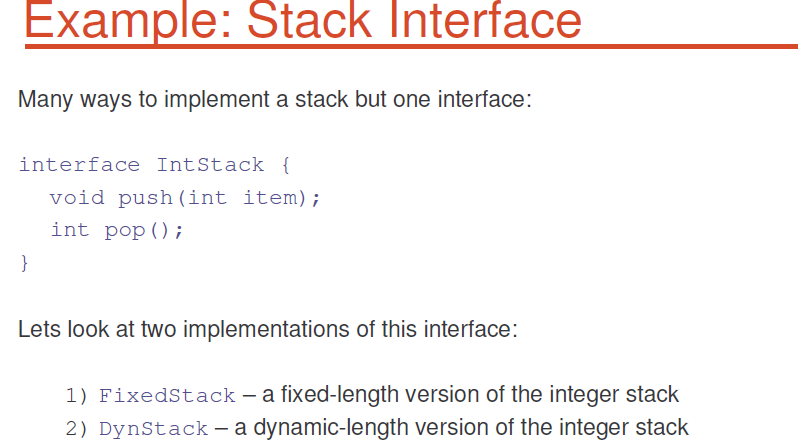 Example: Stack Interface
Many ways to implement a stack but one interface:
interface IntStack {
void push(int item);
int pop();
}
Lets look at two implementations of this interface:
1) FixedStack – a fixed-length version of the integer stack
2) DynStack – a dynamic-length version of the integer stack